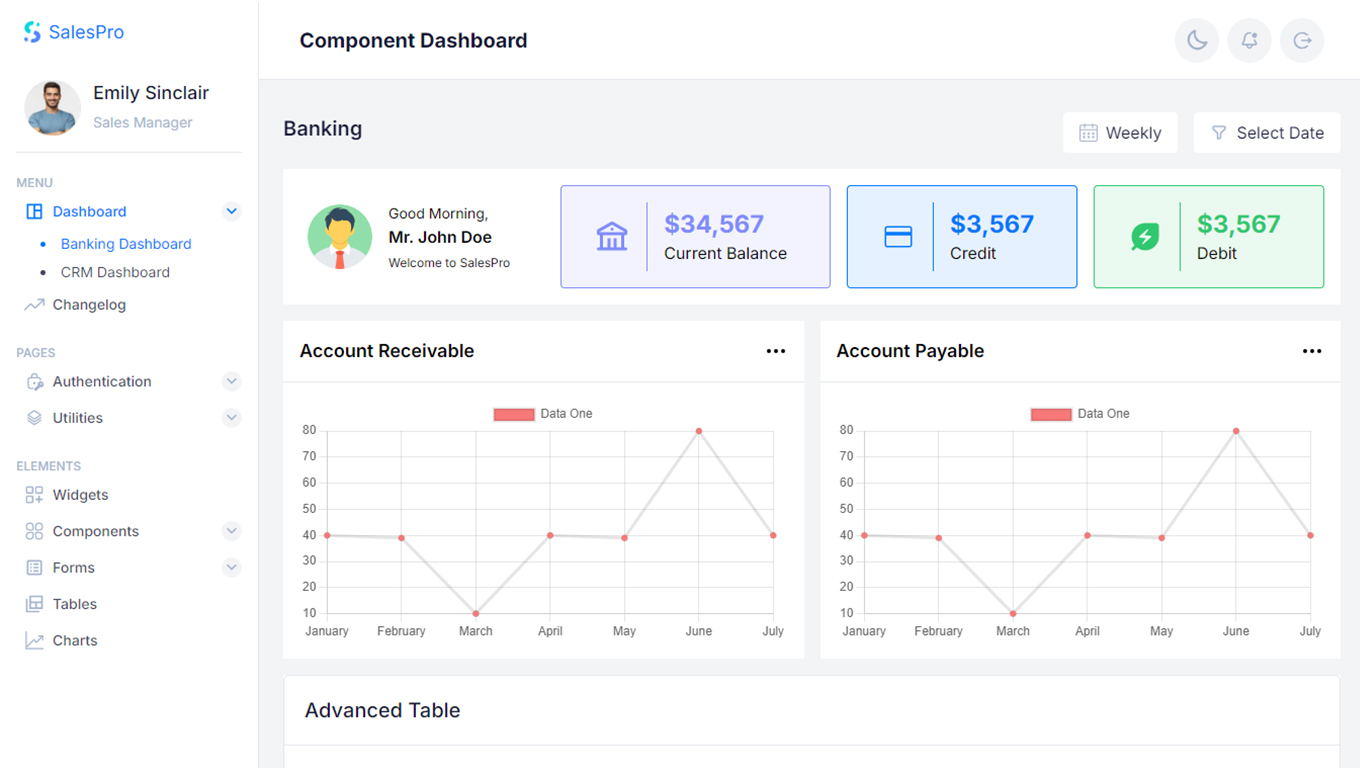 SalesPro
Emily Sinclair
Sales Manager
MENU
Dashboard
Banking Dashboard
CRM Dashboard
Changelog
PAGES
Authentication
Utilities
ELEMENTS
Widgets
Components
Forms
Tables
Charts
Component Dashboard
Banking
Weekly
Select Date
Good Morning,
Mr. John Doe
Welcome to SalesPro
$34,567
Current Balance
$3,567
Credit
$3,567
Debit
Account Receivable
Data One
80
70
60
50
40
30
20
10
January February March April May June July
Account Payable
Data One
80
70
60
50
40
30
20
10
January February March April May June July
Advanced Table